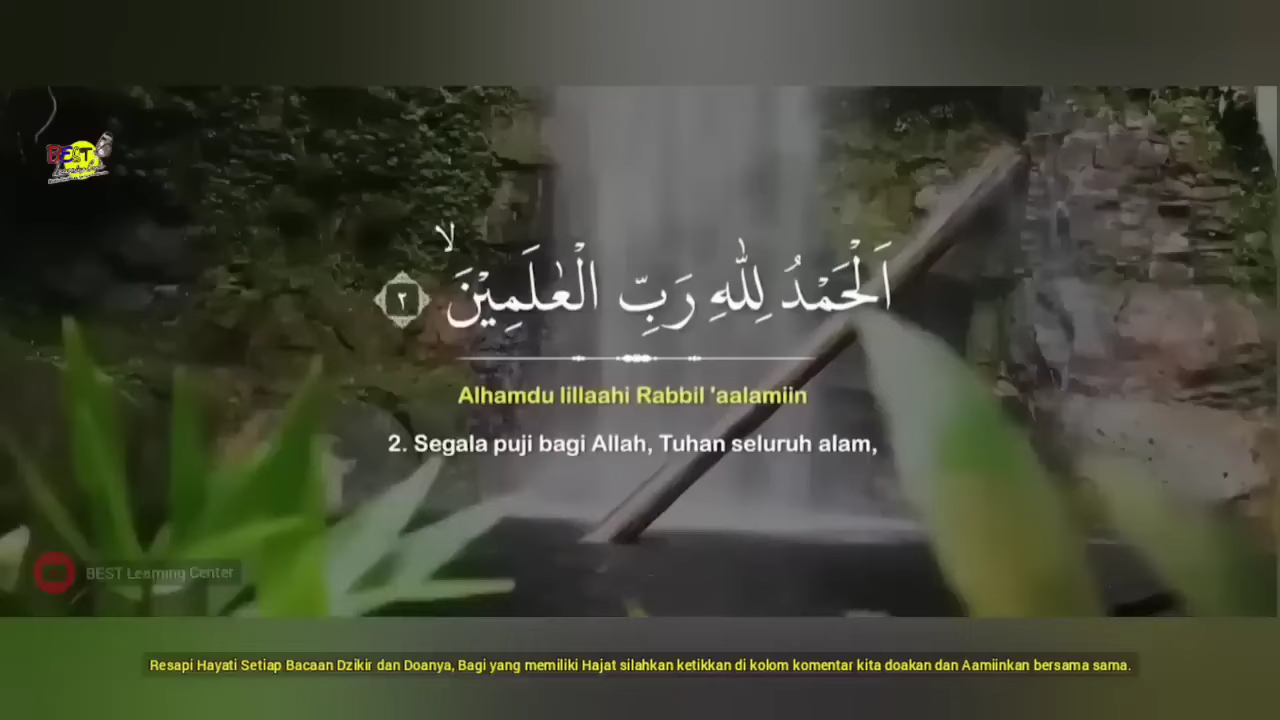 BEST
اَلْحَمْدُ لِلّٰهِ رَبِّ الْعٰلَمِيْنَۙ ٢
Alhamdu lillaahi Rabbil 'aalamiin
2. Segala puji bagi Allah, Tuhan seluruh alam,
BEST Learning Center
Resapi Hayati Setiap Bacaan Dzikir dan Doanya, Bagi yang memiliki Hajat silahkan ketikkan di kolom komentar kita doakan dan Aamiinkan bersama sama.